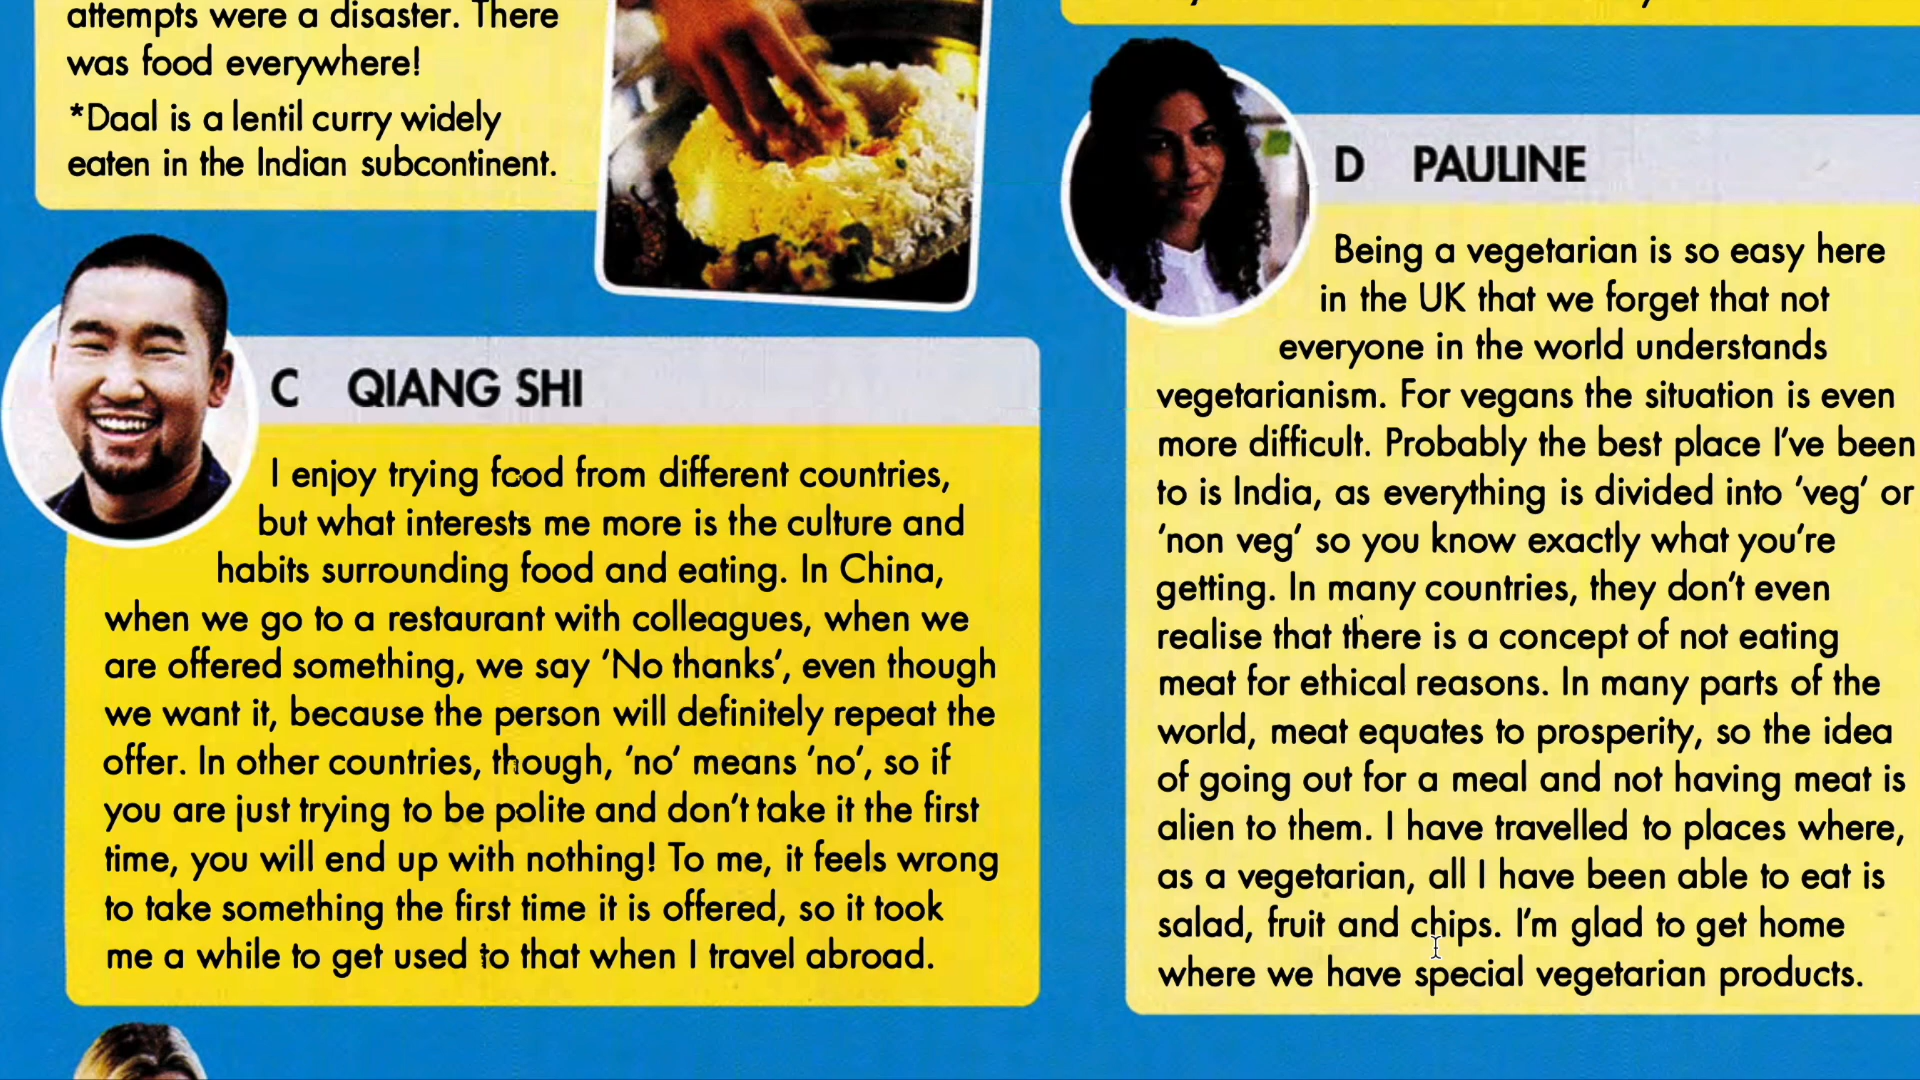 attempts were a disaster. There
was food everywhere!
*Daal is a lentil curry widely
eaten in the Indian subcontinent.
C QIANG SHI
I enjoy trying food from different countries,
but what interests me more is the culture and
habits surrounding food and eating. In China,
when we go to a restaurant with colleagues, when we
are offered something, we say ‘No thanks’, even though
we want it, because the person will definitely repeat the
offer. In other countries, though, ‘no’ means ‘no’, so if
you are just trying to be polite and don’t take it the first
time, you will end up with nothing! To me, it feels wrong
to take something the first time it is offered, so it took
me a while to get used to that when I travel abroad.
D PAULINE
Being a vegetarian is so easy here
in the UK that we forget that not
everyone in the world understands
vegetarianism. For vegans the situation is even
more difficult. Probably the best place I’ve been
to is India, as everything is divided into ‘veg’ or
‘non veg’ so you know exactly what you’re
getting. In many countries, they don’t even
realise that there is a concept of not eating
meat for ethical reasons. In many parts of the
world, meat equates to prosperity, so the idea
of going out for a meal and not having meat is
alien to them. I have travelled to places where,
as a vegetarian, all I have been able to eat is
salad, fruit and chips. I’m glad to get home
where we have special vegetarian products.